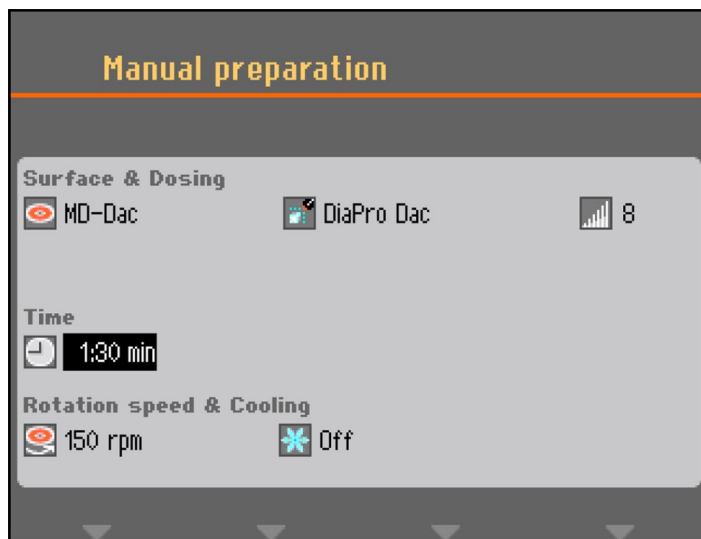 Manual preparation
Surface & Dosing
MD-Dac DiaPro Dac 8
Time
1:30 min
Rotation speed & Cooling
150 rpm Off